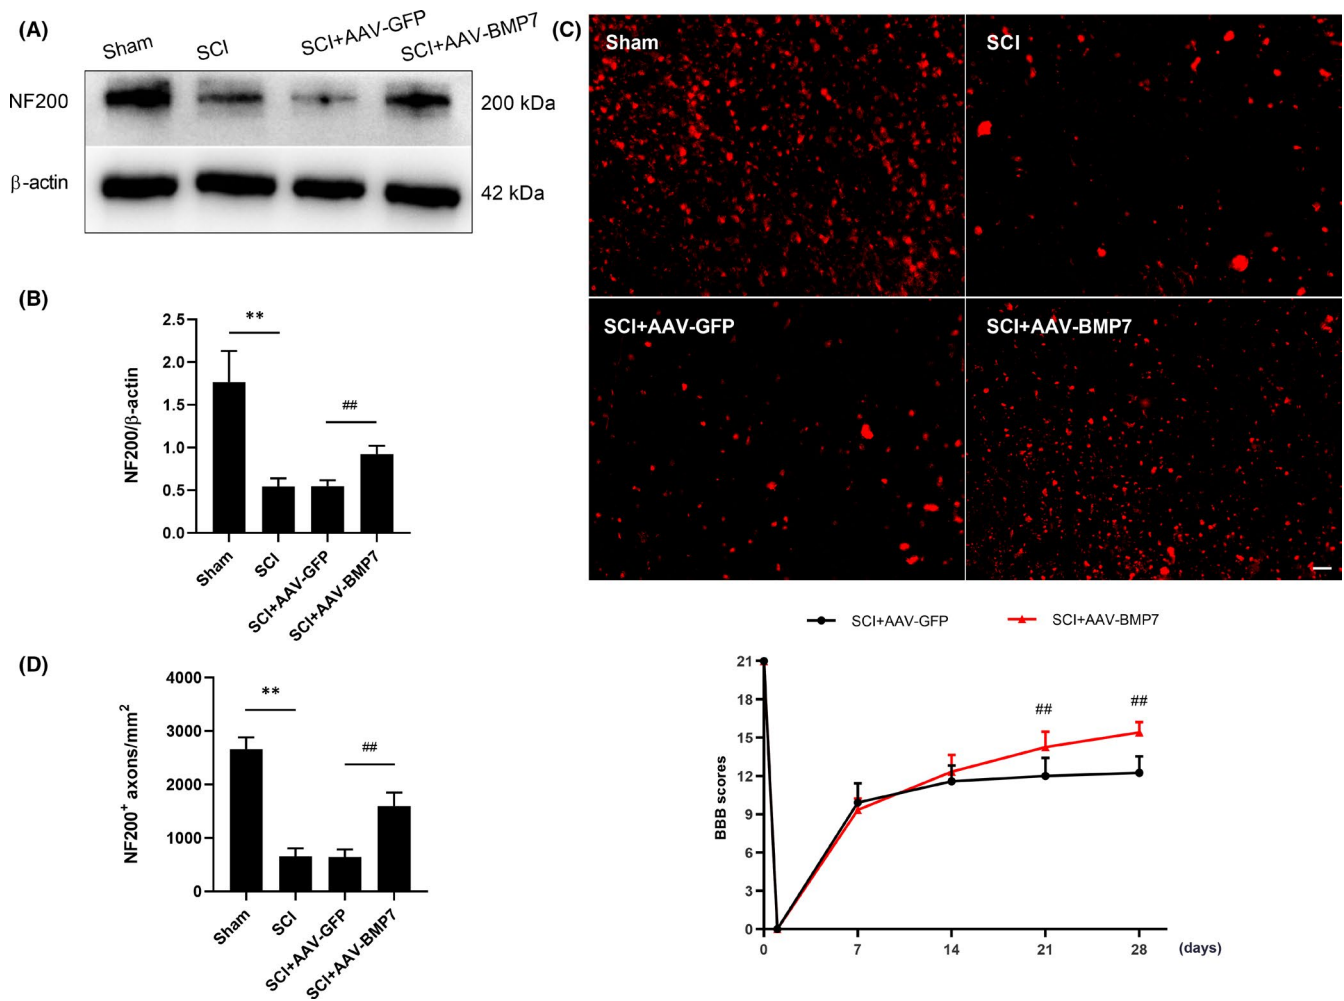 (A)
Sham
SCI
SCI+AAV-GFP
SCI+AAV-BMP7
NF200
200 kDa
β-actin
42 kDa
(B)
2.5
2.0
1.5
1.0
0.5
0.0
NF200/β-actin
**
##
Sham
SCI
SCI+AAV-GFP
SCI+AAV-BMP7
(C)
Sham
SCI
SCI+AAV-GFP
SCI+AAV-BMP7
(D)
4000
3000
2000
1000
0
NF200+ axons/mm2
**
##
Sham
SCI
SCI+AAV-GFP
SCI+AAV-BMP7
SCI+AAV-GFP
SCI+AAV-BMP7
21
18
15
12
9
6
3
0
BBB scores
##
##
0 7 14 21 28 (days)